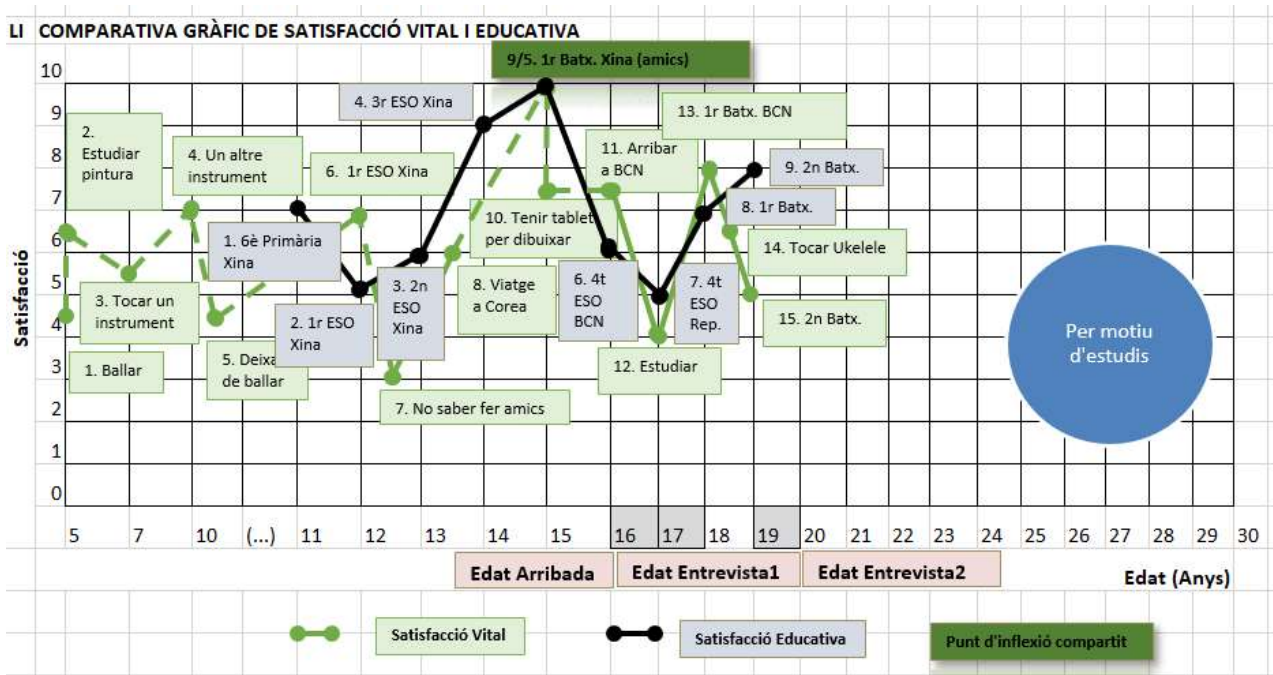 LI COMPARATIVA GRÀFIC DE SATISFACCIÓ VITAL I EDUCATIVA
9/5. 1r Batx. Xina (amics)
10
9
8
7
6
5
4
3
2
1
0
Satisfacció
2.
Estudiar
pintura
4. Un altre
instrument
4. 3r ESO Xina
6. 1r ESO Xina
11. Arribar
a BCN
13. 1r Batx. BCN
9. 2n Batx.
8. 1r Batx.
1. 6è Primària
Xina
10. Tenir tablet
per dibuixar
14. Tocar Ukelele
3. Tocar un
instrument
3. 2n
ESO
Xina
8. Viatge
a Corea
6. 4t
ESO
BCN
7. 4t
ESO
Rep.
15. 2n Batx.
2. 1r ESO
Xina
1. Ballar
5. Deixa
de ballar
12. Estudiar
7. No saber fer amics
Per motiu
d'estudis
5 7 10 (...) 11 12 13 14 15 16 17 18 19 20 21 22 23 24 25 26 27 28 29 30
Edat Arribada Edat Entrevista1 Edat Entrevista2 Edat (Anys)
Satisfacció Vital Satisfacció Educativa Punt d'inflexió compartit